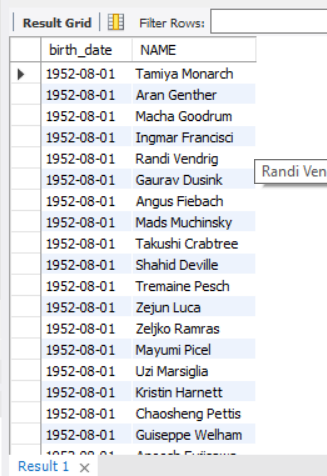 Result Grid Filter Rows:
birth_date NAME
1952-08-01 Tamiya Monarch
1952-08-01 Aran Genther
1952-08-01 Macha Goodrum
1952-08-01 Ingmar Francisci
1952-08-01 Randi Vendrig
Randi Ven
1952-08-01 Gaurav Dusink
1952-08-01 Angus Fiebach
1952-08-01 Mads Muchinsky
1952-08-01 Takushi Crabtree
1952-08-01 Shahid Deville
1952-08-01 Tremaine Pesch
1952-08-01 Zejun Luca
1952-08-01 Zeljko Ramras
1952-08-01 Mayumi Picel
1952-08-01 Uzi Marsiglia
1952-08-01 Kristin Harnett
1952-08-01 Chaosheng Pettis
1952-08-01 Guiseppe Welham
Result 1